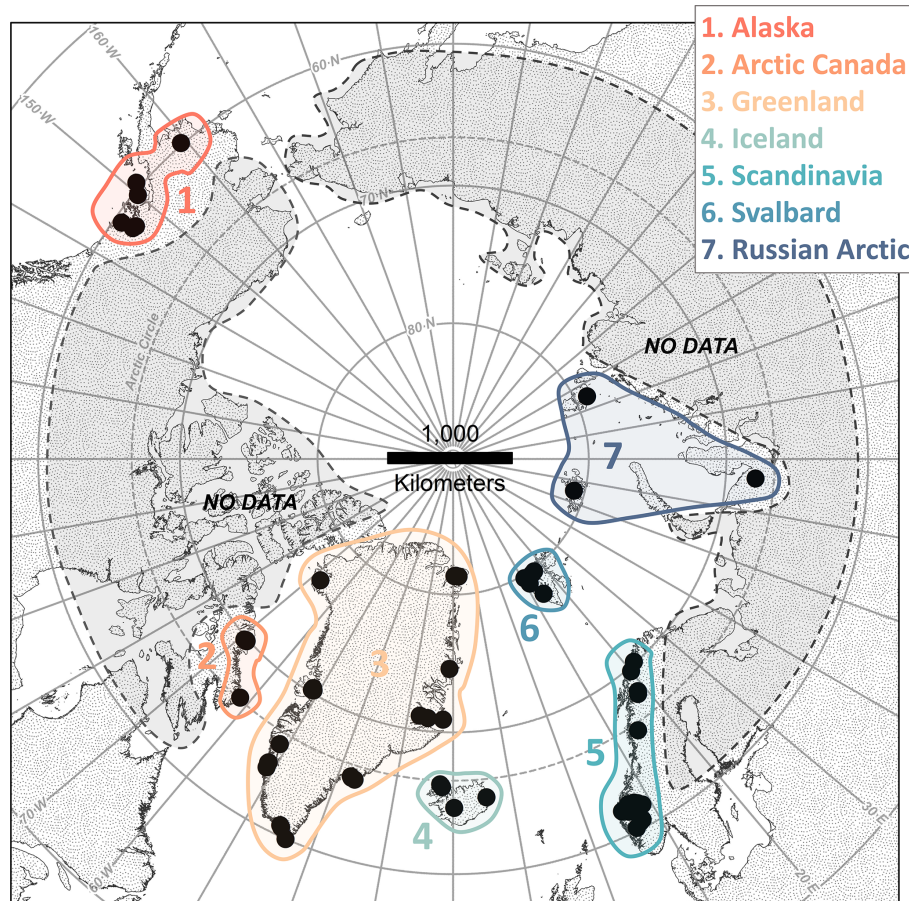 1. Alaska
2. Arctic Canada
3. Greenland
4. Iceland
5. Scandinavia
6. Svalbard
7. Russian Arctic
160°W
60°N
150°W
1
70°N
80°N
Arctic Circle
NO DATA
1,000
Kilometers
7
NO DATA
6
2
3
5
4
70°W
60°W
30°E
20°E